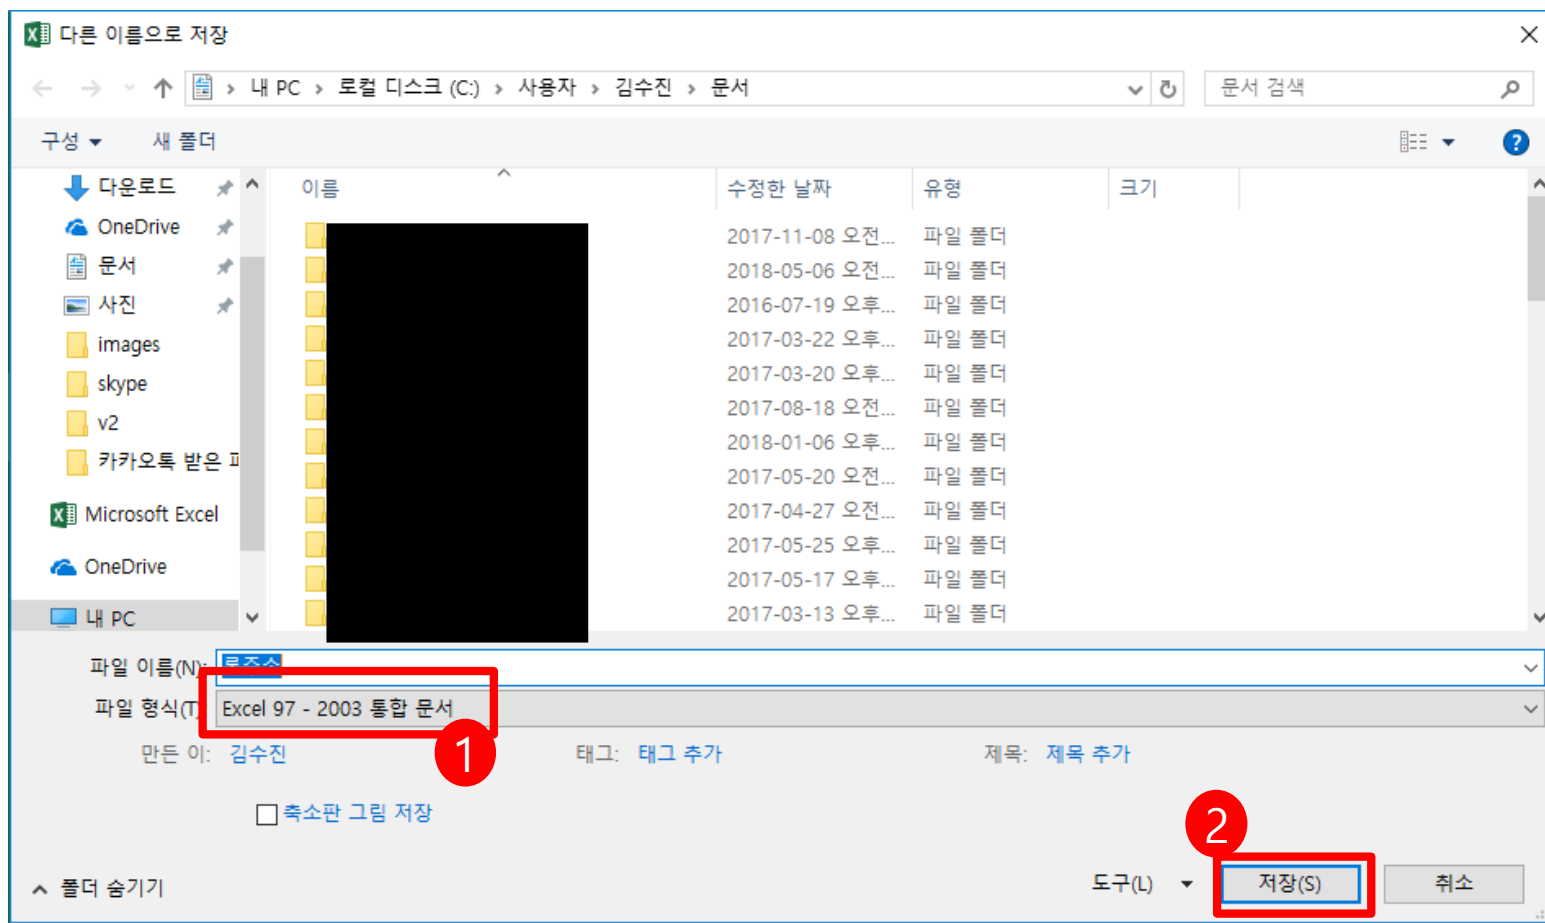 다른 이름으로 저장
내 PC › 로컬 디스크 (C:) › 사용자 › 김수진 › 문서
문서 검색
구성
새 폴더
다운로드
OneDrive
문서
사진
images
skype
v2
카카오톡 받은
Microsoft Excel
OneDrive
내 PC
이름 수정한 날짜 유형 크기
2017-11-08 오전... 파일 폴더
2018-05-06 오전... 파일 폴더
2016-07-19 오후... 파일 폴더
2017-03-22 오후... 파일 폴더
2017-03-20 오후... 파일 폴더
2017-08-18 오전... 파일 폴더
2018-01-06 오후... 파일 폴더
2017-05-20 오전... 파일 폴더
2017-04-27 오전... 파일 폴더
2017-05-25 오후... 파일 폴더
2017-05-17 오후... 파일 폴더
2017-03-13 오후... 파일 폴더
파일 이름(N):
파일 형식(T) Excel 97 - 2003 통합 문서
1
만든 이: 김수진 태그: 태그 추가 제목: 제목 추가
축소판 그림 저장
2
폴더 숨기기
도구(L) 저장(S) 취소